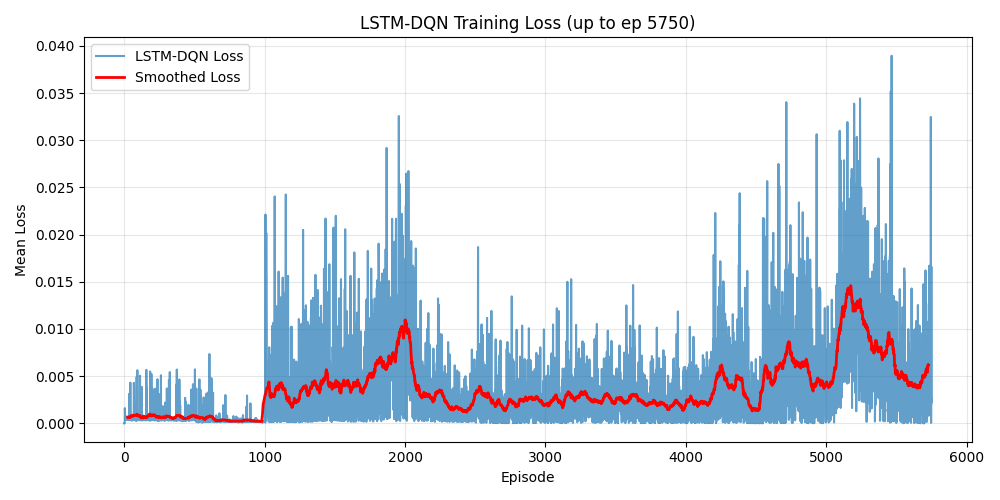 LSTM-DQN Training Loss (up to ep 5750)
LSTM-DQN Loss
Smoothed Loss
Mean Loss
0.040
0.035
0.030
0.025
0.020
0.015
0.010
0.005
0.000
0 1000 2000 3000 4000 5000 6000
Episode